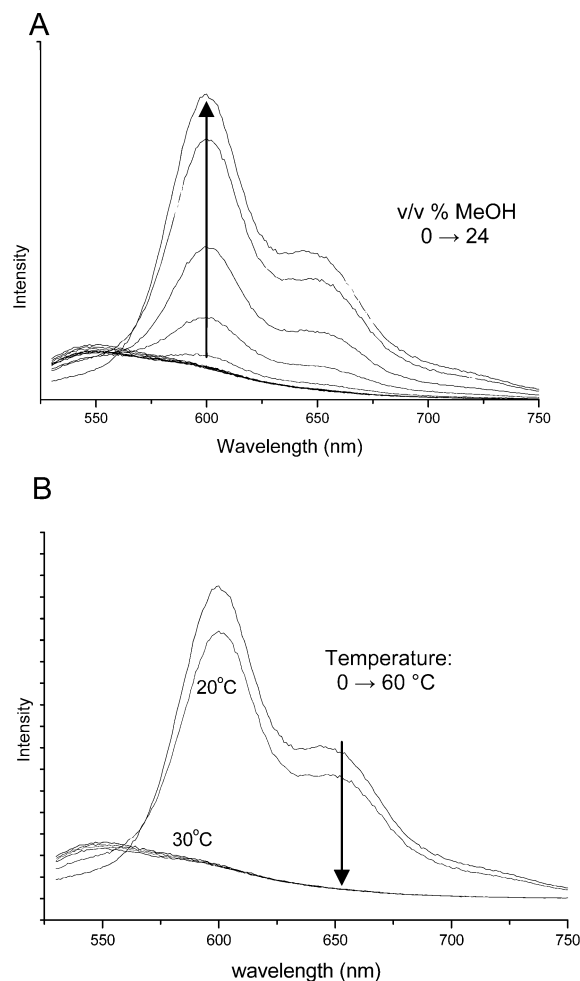 A
Intensity
v/v % MeOH
0 → 24
550 600 650 700 750
Wavelength (nm)
B
Intensity
Temperature:
0 → 60 °C
20°C
30°C
550 600 650 700 750
wavelength (nm)